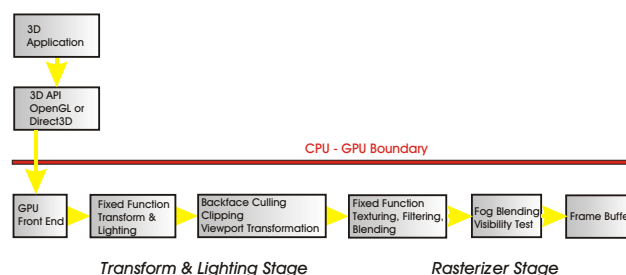 3D
Application
3D API
OpenGL or
Direct3D
CPU - GPU Boundary
GPU
Front End
Fixed Function
Transform &
Lighting
Backface Culling
Clipping
Viewport Transformation
Fixed Function
Texturing, Filtering,
Blending
Fog Blending
Visibility Test
Frame Buffe
Transform & Lighting Stage
Rasterizer Stage